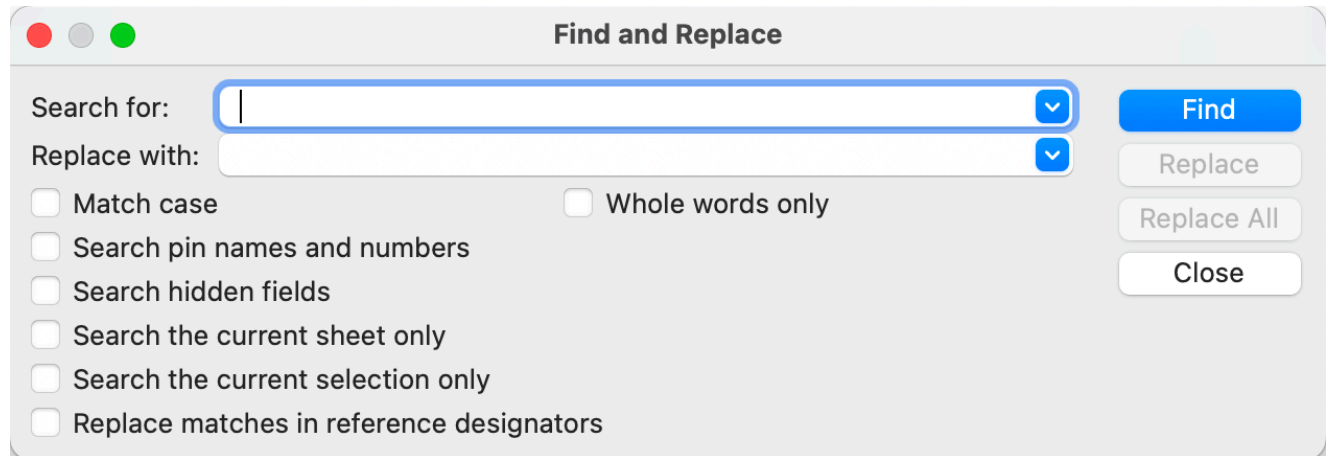 Find and Replace
Search for:
Find
Replace with:
Replace
Match case
Whole words only
Replace All
Search pin names and numbers
Close
Search hidden fields
Search the current sheet only
Search the current selection only
Replace matches in reference designators